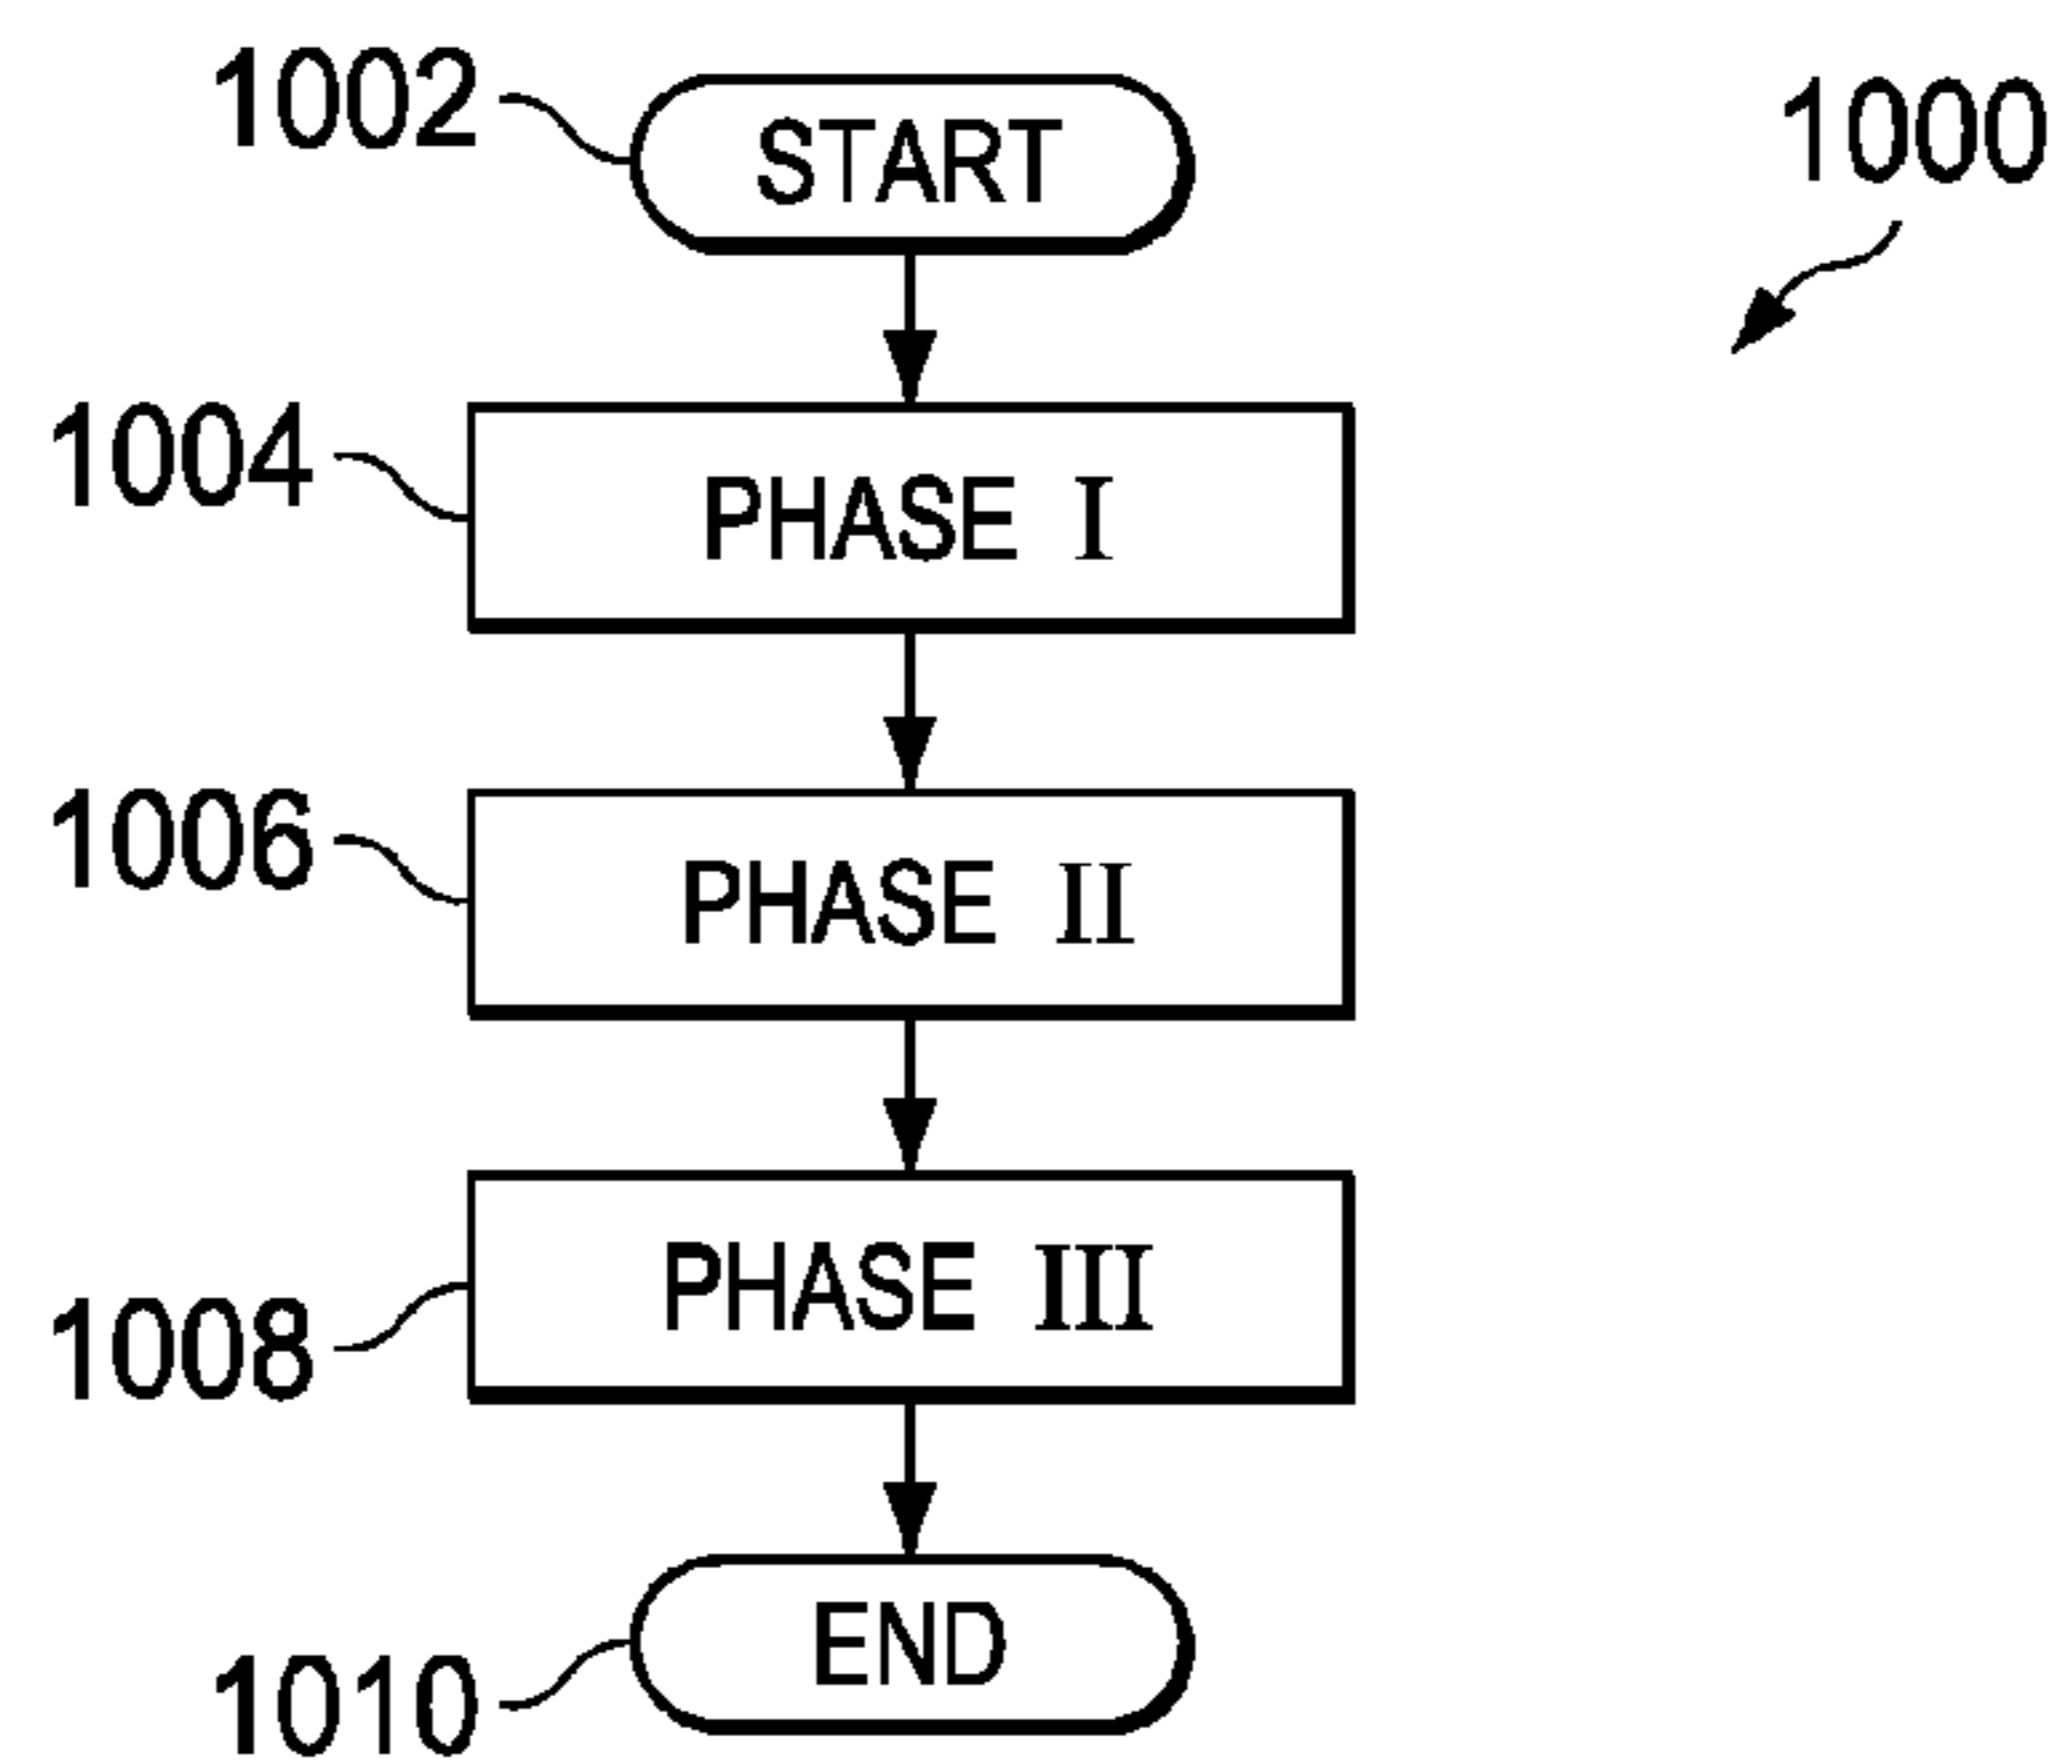 1002
START
1000
1004
PHASE I
1006
PHASE II
1008
PHASE III
1010
END